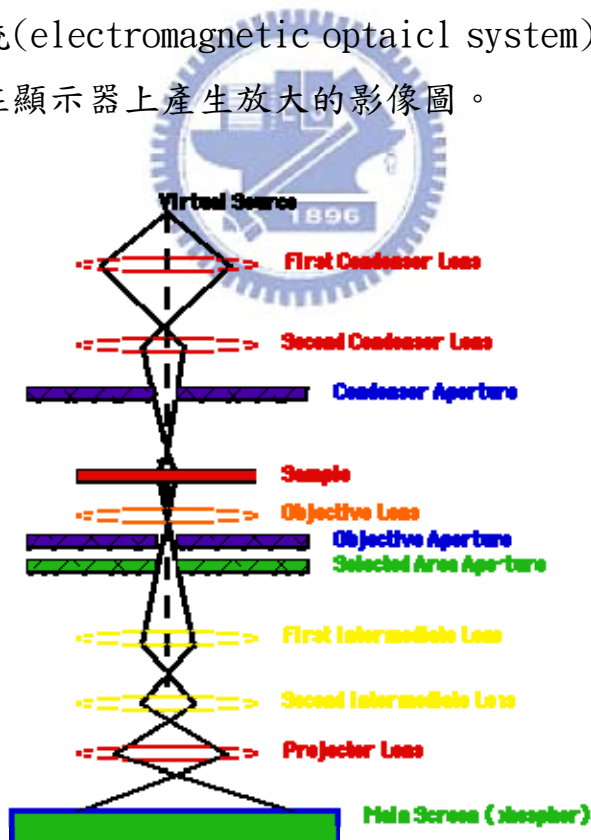 (electromagnetic optaicl system)
顯示器上產生放大的影像圖。
Virtual Source
1896
First Condenser Lens
Second Condenser Lens
Condenser Aperture
Sample
Objective Lens
Objective Aperture
Selected Area Aperture
First Intermediate Lens
Second Intermediate Lens
Projector Lens
Main Screen (phosphor)